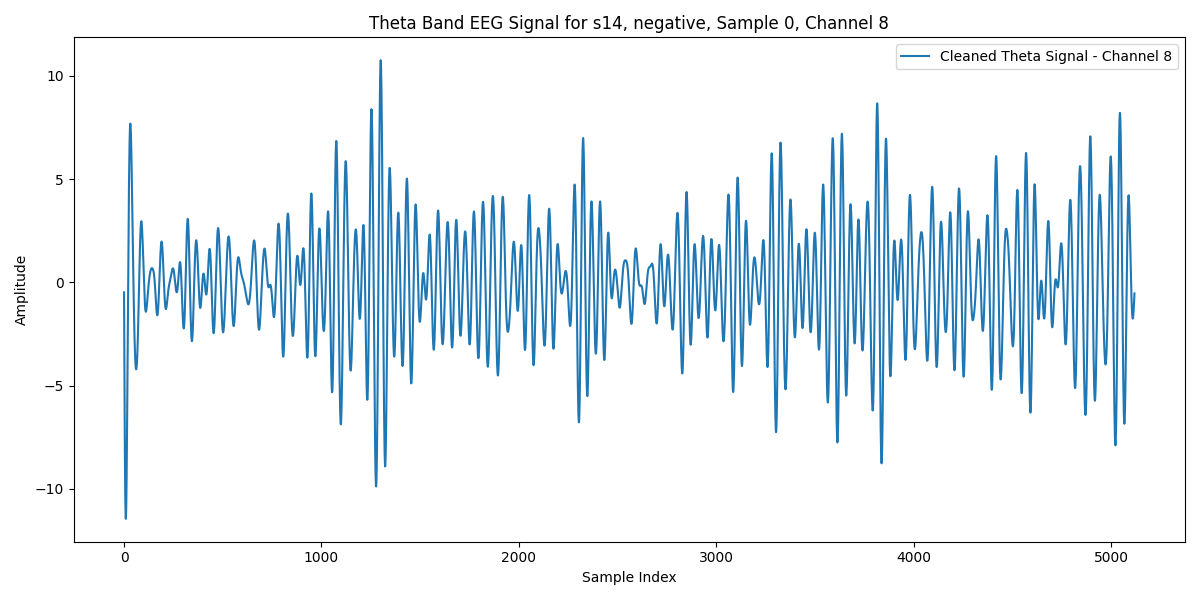 Theta Band EEG Signal for s14, negative, Sample 0, Channel 8
Cleaned Theta Signal - Channel 8
Amplitude
10
5
0
−5
−10
0 1000 2000 3000 4000 5000
Sample Index